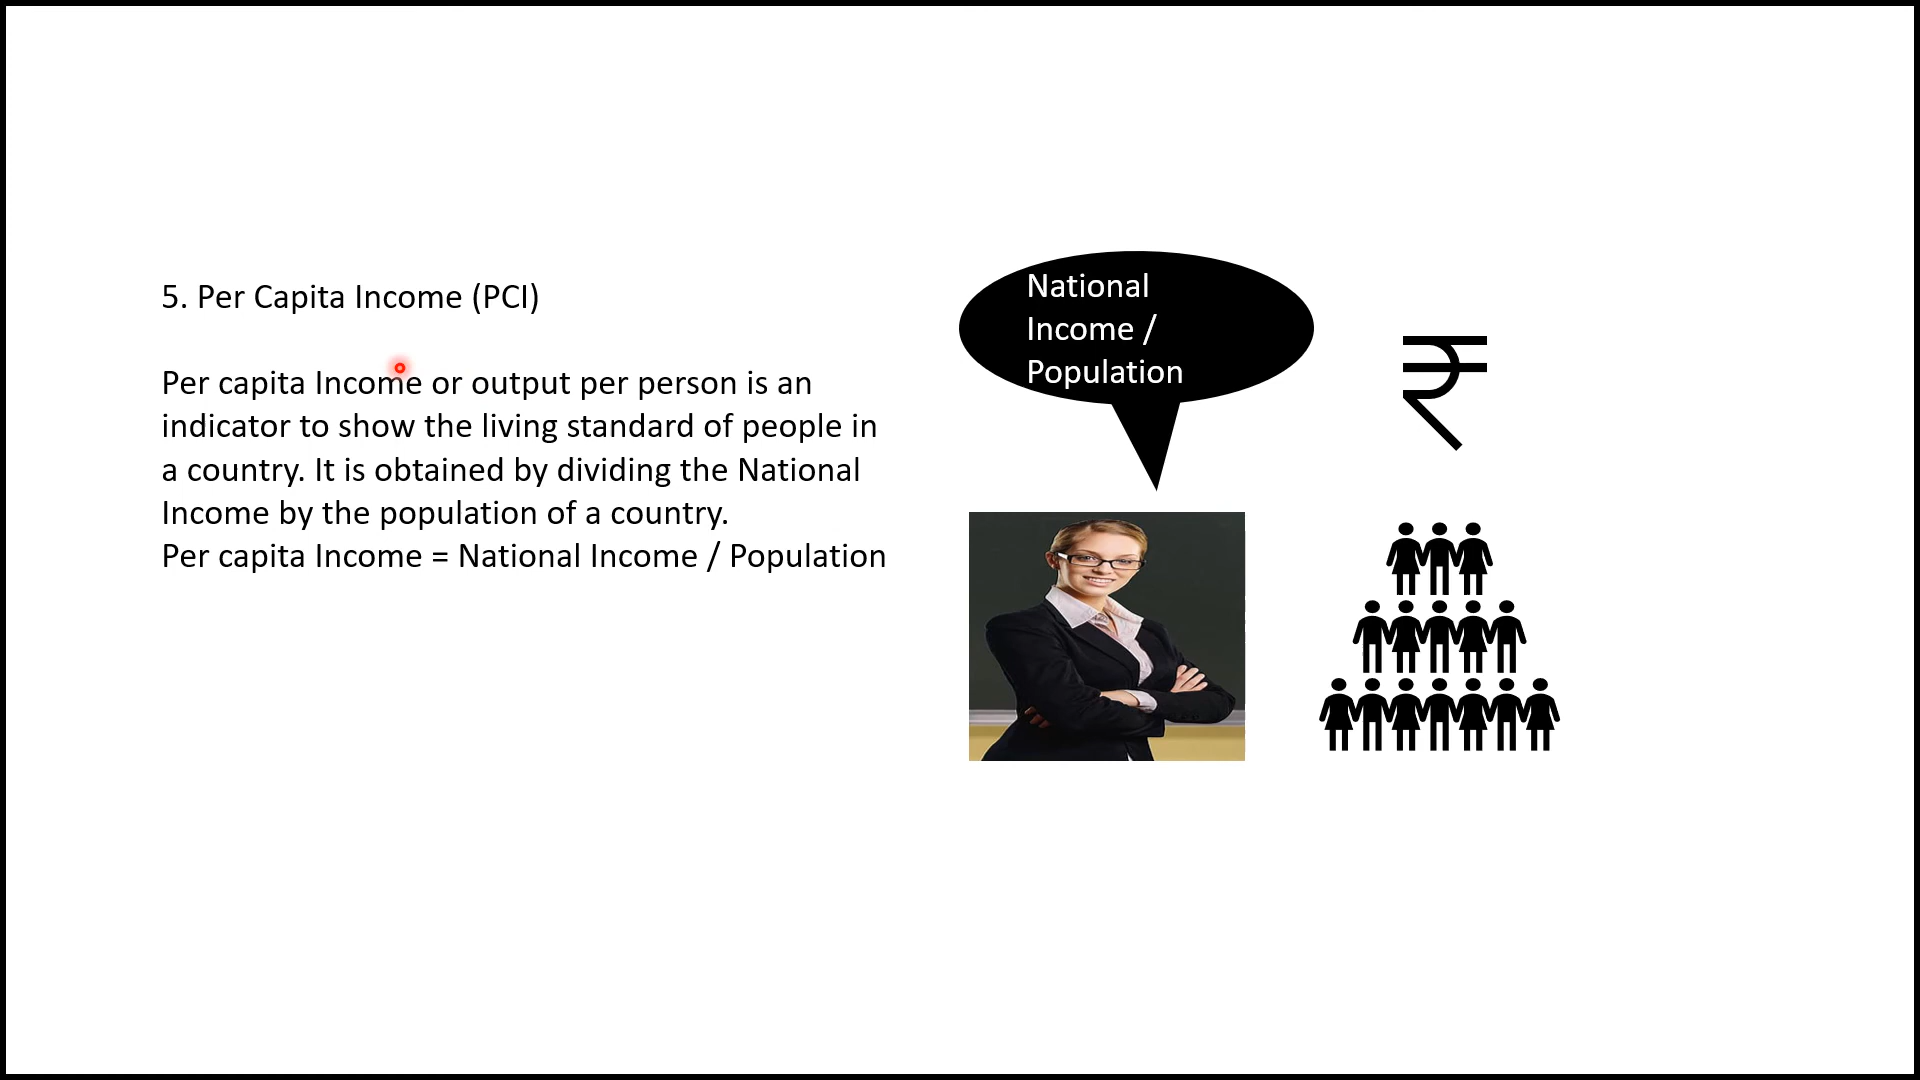 5. Per Capita Income (PCI)
Per capita Income or output per person is an
indicator to show the living standard of people in
a country. It is obtained by dividing the National
Income by the population of a country.
Per capita Income = National Income / Population
National
Income /
Population
₹